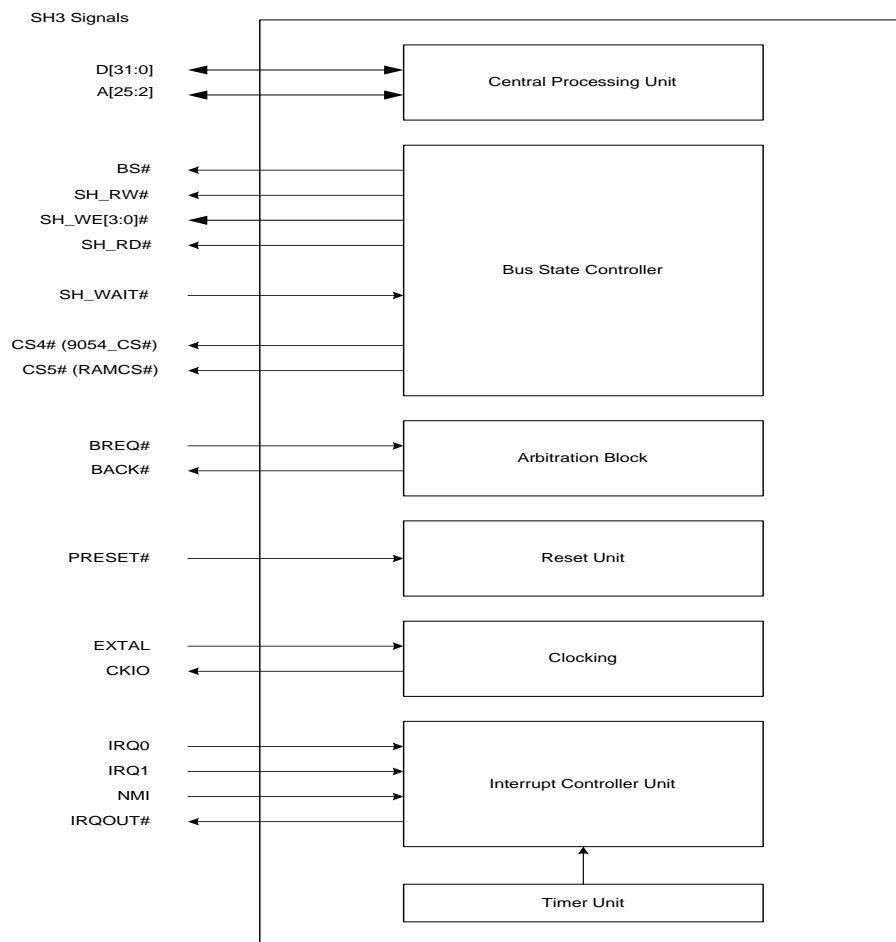 SH3 Signals
D[31:0]
A[25:2]
Central Processing Unit
BS#
SH_RW#
SH_WE[3:0]#
SH_RD#
SH_WAIT#
CS4# (9054_CS#)
CS5# (RAMCS#)
Bus State Controller
BREQ#
BACK#
Arbitration Block
PRESET#
Reset Unit
EXTAL
CKIO
Clocking
IRQ0
IRQ1
NMI
IRQOUT#
Interrupt Controller Unit
Timer Unit